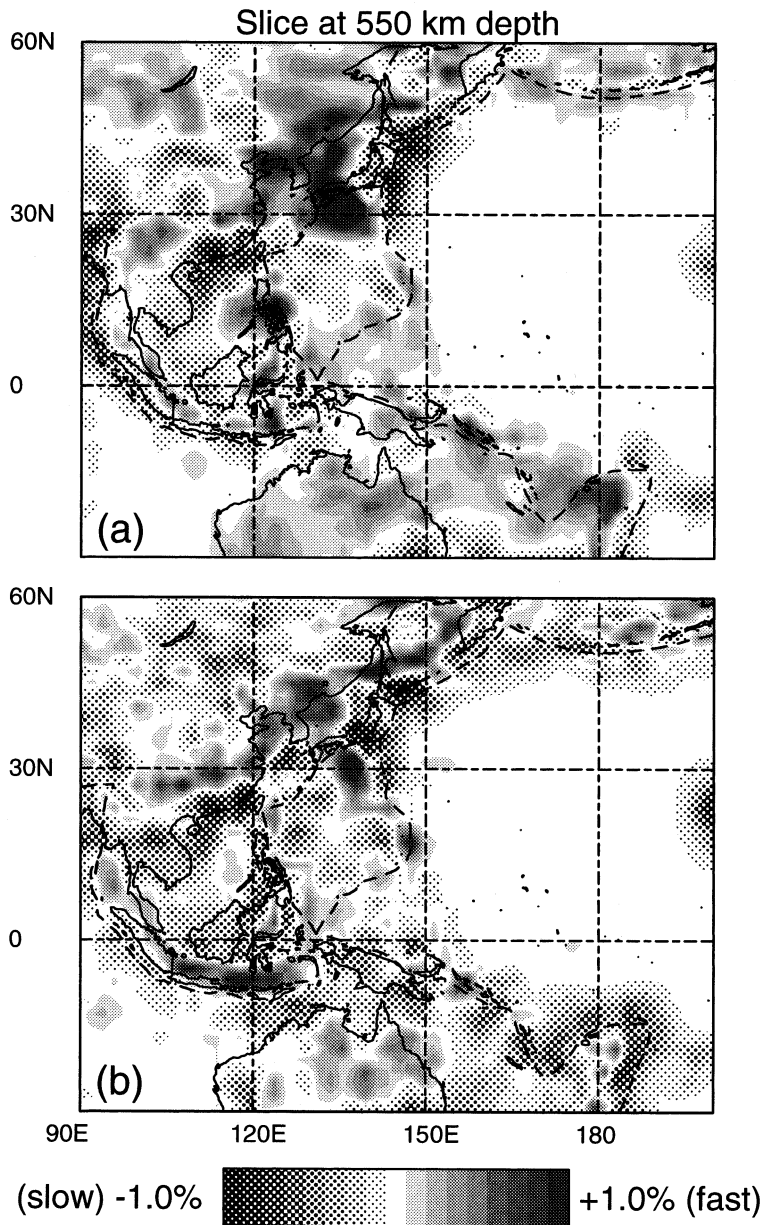 Slice at 550 km depth
60N
30N
0
(a)
60N
30N
0
(b)
90E 120E 150E 180
(slow) -1.0% +1.0% (fast)